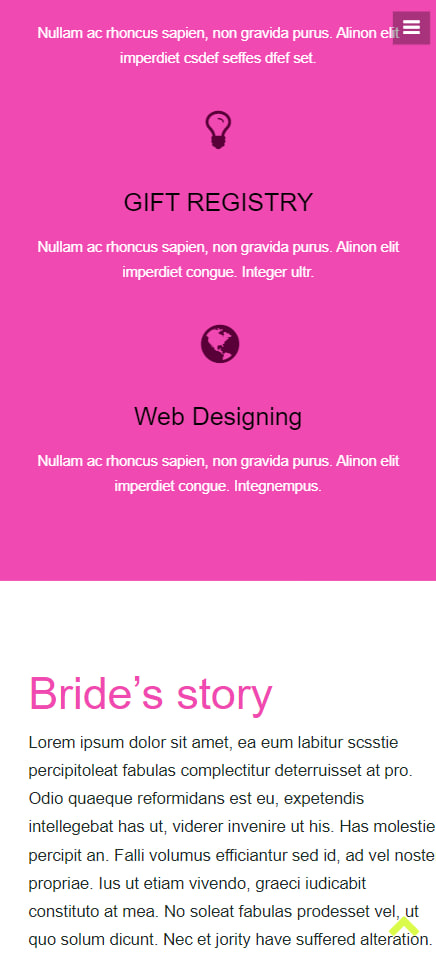 Nullam ac rhoncus sapien, non gravida purus. Alinon elit
imperdiet csdef seffes dfef set.
GIFT REGISTRY
Nullam ac rhoncus sapien, non gravida purus. Alinon elit
imperdiet congue. Integer ultr.
Web Designing
Nullam ac rhoncus sapien, non gravida purus. Alinon elit
imperdiet congue. Integnempus.
Bride’s story
Lorem ipsum dolor sit amet, ea eum labitur scsstie
percipitoleat fabulas complectitur deterruisset at pro.
Odio quaeque reformidans est eu, expetendis
intellegebat has ut, viderer invenire ut his. Has molestie
percipit an. Falli volumus efficiantur sed id, ad vel noste
propriae. Ius ut etiam vivendo, graeci iudicabit
constituto at mea. No soleat fabulas prodesset vel, ut
quo solum dicunt. Nec et jority have suffered alteration.